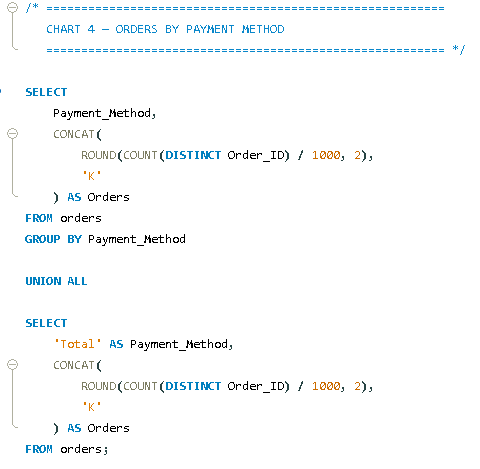 /* =========================================================
CHART 4 – ORDERS BY PAYMENT METHOD
========================================================= */
SELECT
Payment_Method,
CONCAT(
ROUND(COUNT(DISTINCT Order_ID) / 1000, 2),
'K'
) AS Orders
FROM orders
GROUP BY Payment_Method
UNION ALL
SELECT
'Total' AS Payment_Method,
CONCAT(
ROUND(COUNT(DISTINCT Order_ID) / 1000, 2),
'K'
) AS Orders
FROM orders;